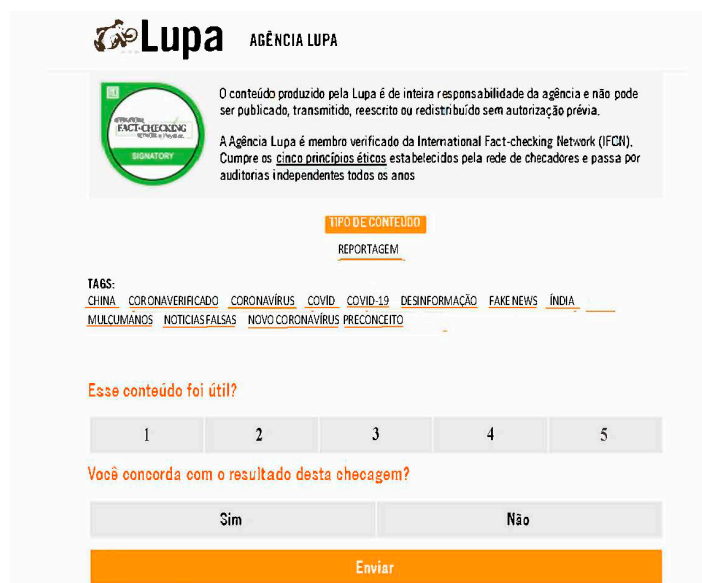 Lupa AGÊNCIA LUPA
O conteúdo produzido pela Lupa é de inteira responsabilidade da agência e não pode
ser publicado, transmitido, reescrito ou redistribuído sem autorização prévia.
FACT-CHECKING
SIGNATORY
A Agência Lupa é membro verificado da International Fact-checking Network (IFCN).
Cumpre os cinco princípios éticos estabelecidos pela rede de checadores e passa por
auditorias independentes todos os anos
TIPO DE CONTEÚDO
REPORTAGEM
TAGS:
CHINA CORONAVERIFICADO CORONAVÍRUS COVID COVID-19 DESINFORMAÇÃO FAKE NEWS ÍNDIA
MULÇUMANOS NOTICIAS FALSAS NOVO CORONAVÍRUS PRECONCEITO
Esse conteúdo foi útil?
1 2 3 4 5
Você concorda com o resultado desta checagem?
Sim Não
Enviar